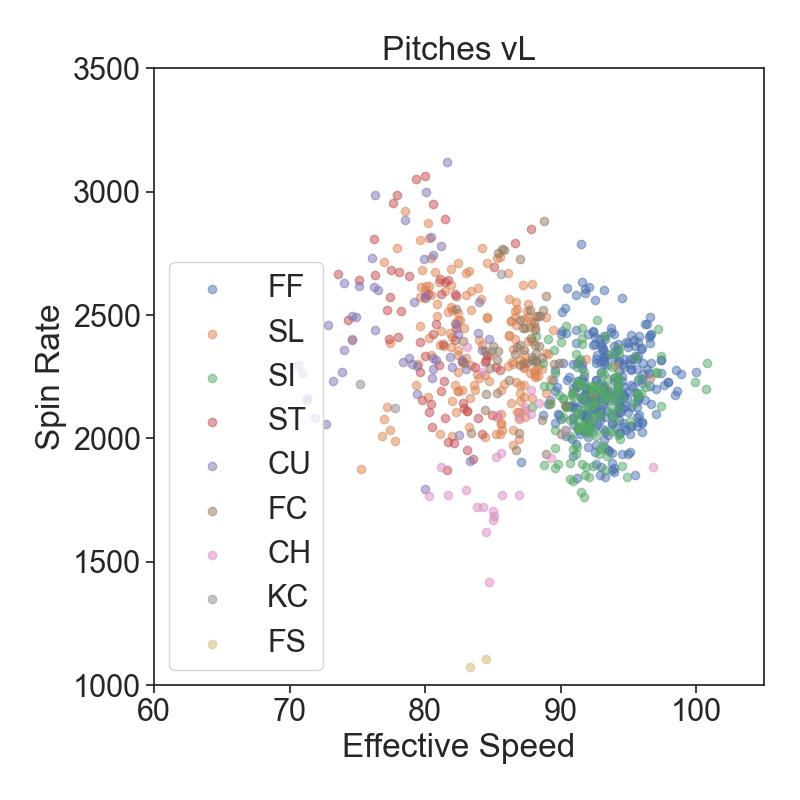 Pitches vL
3500
3000
2500
2000
1500
1000
Spin Rate
FF
SL
SI
ST
CU
FC
CH
KC
FS
60 70 80 90 100
Effective Speed